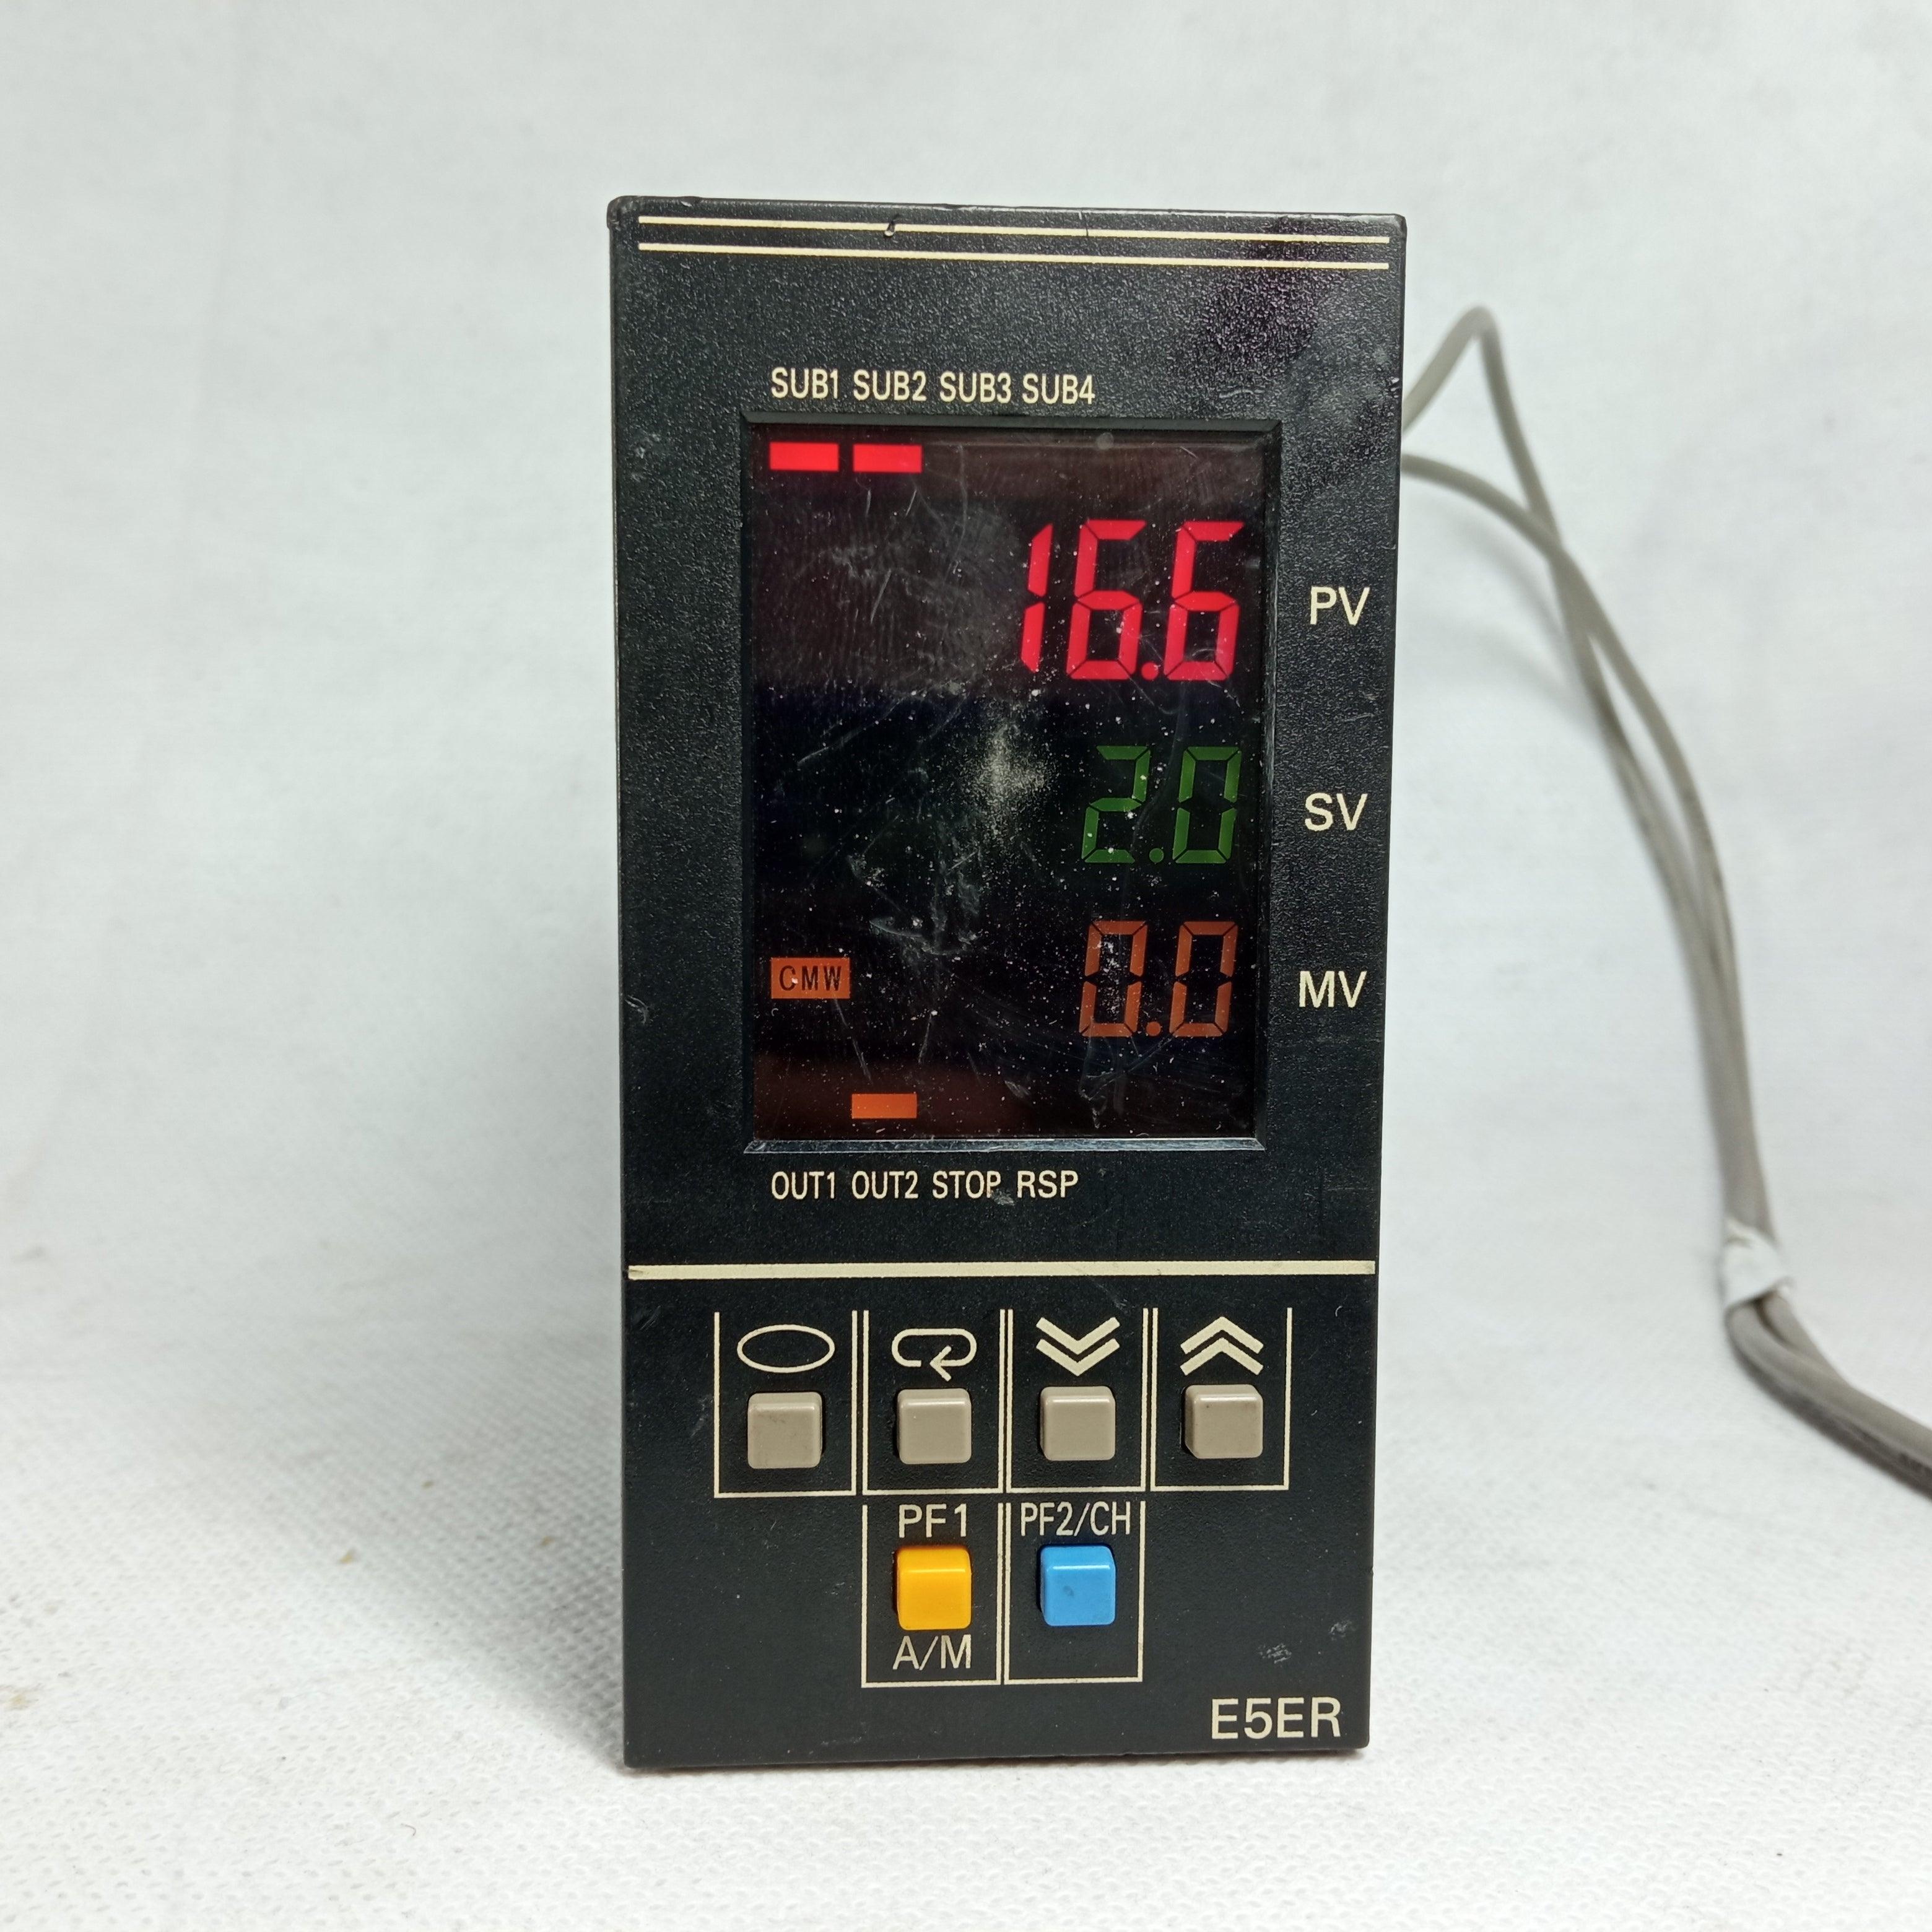 SUB1 SUB2 SUB3 SUB4
16.6 PV
2.0 SV
CMW 0.0 MV
OUT1 OUT2 STOP RSP
PF1 PF2/CH
A/M
E5ER